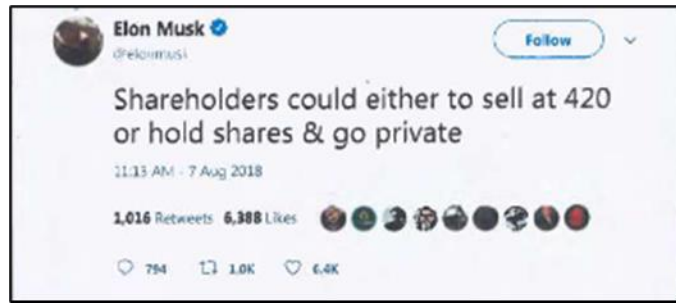 Elon Musk
@elonmusk
Follow
Shareholders could either to sell at 420
or hold shares & go private
11:13 AM - 7 Aug 2018
1,016 Retweets 6,388 Likes
794 1.0K 6.4K